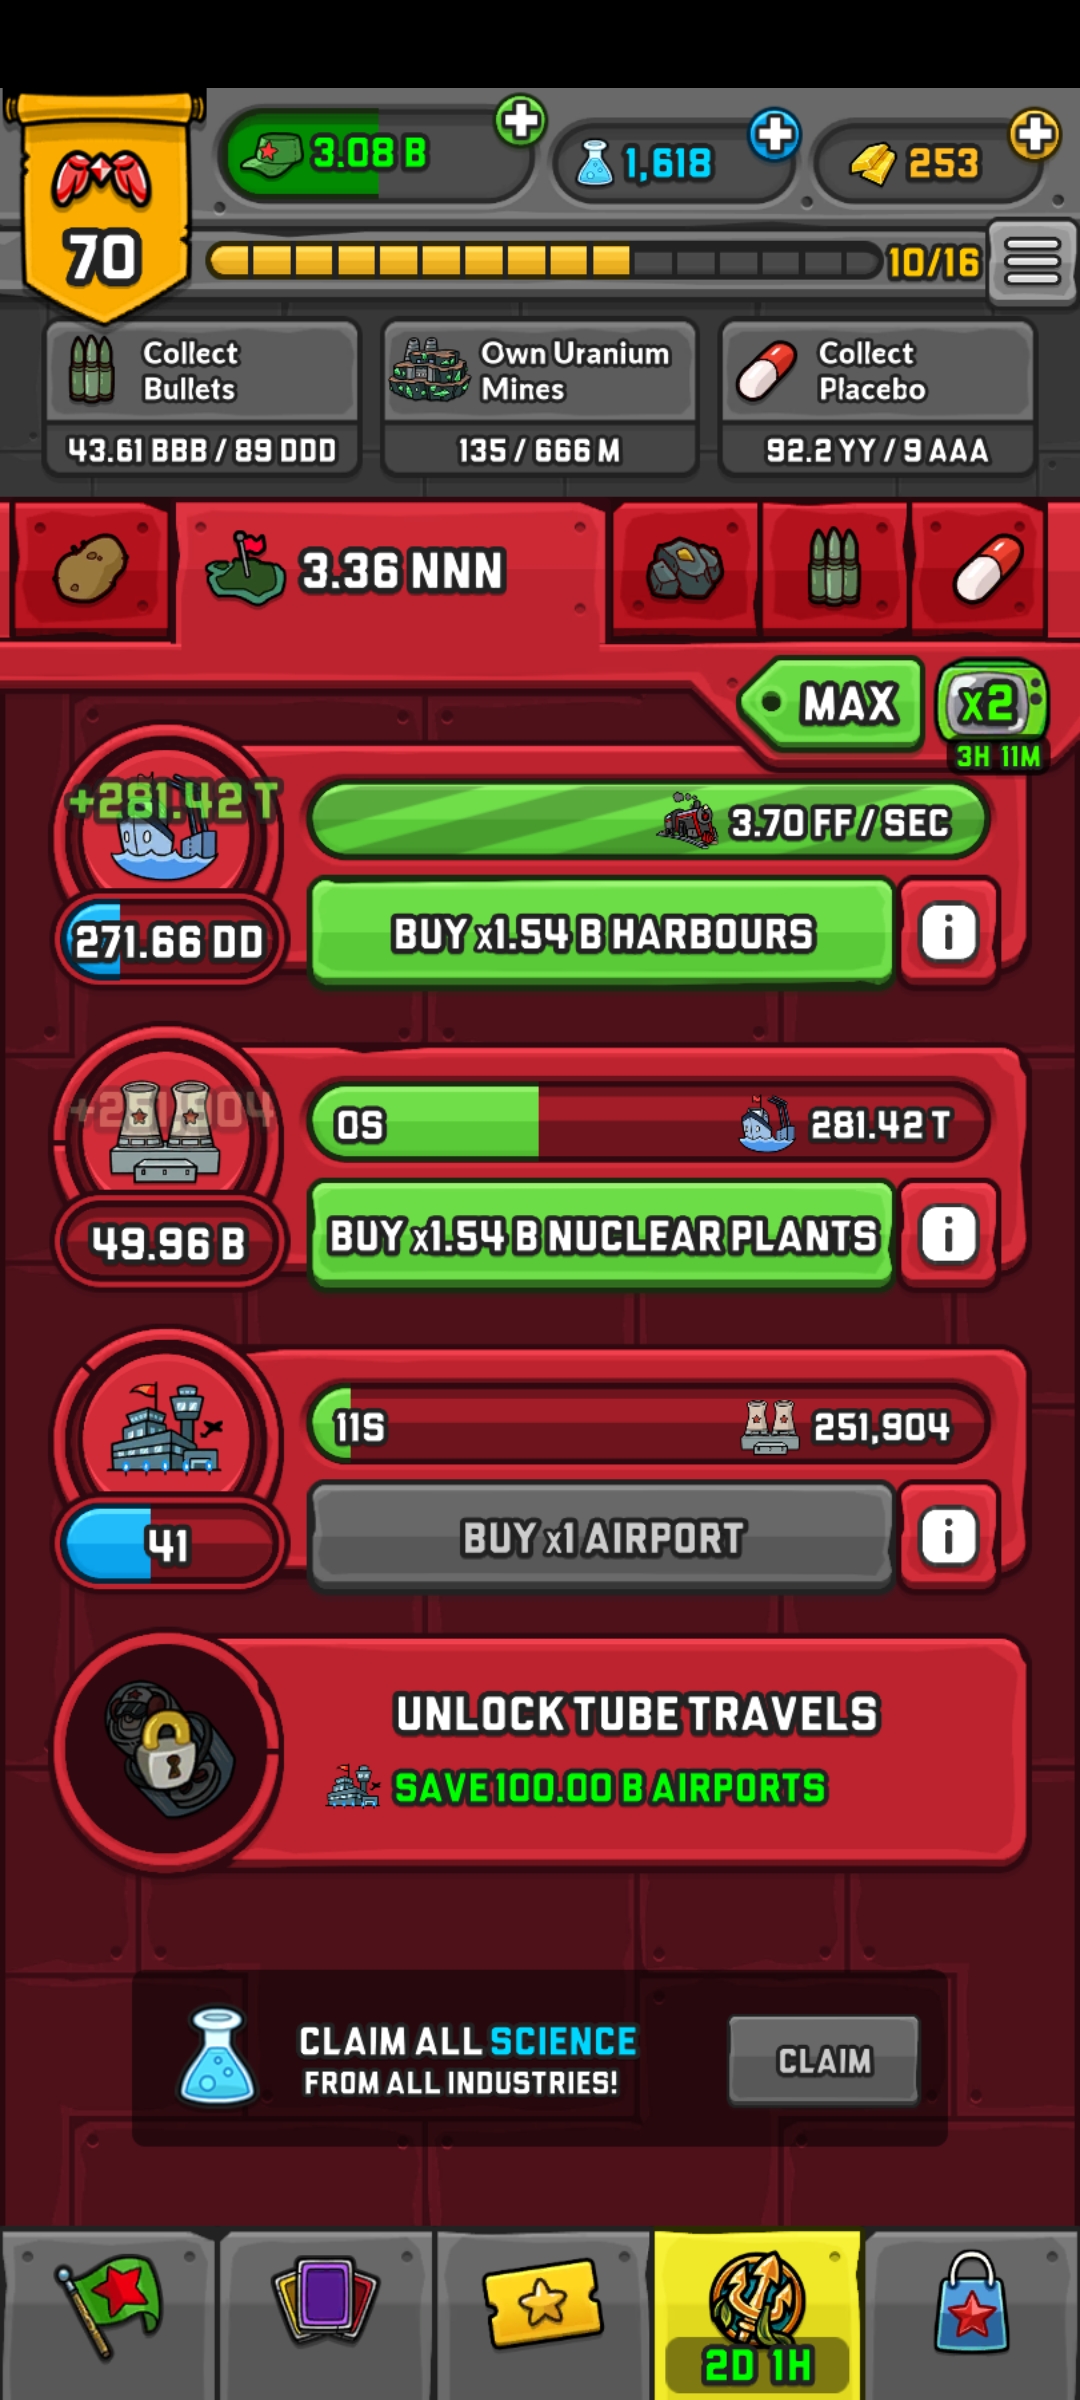 3.08 B
1,618
253
70
10/16
Collect
Bullets
43.61 BBB / 89 DDD
Own Uranium
Mines
135 / 666 M
Collect
Placebo
92.2 YY / 9 AAA
3.36 NNN
MAX
x2
3H 11M
+281.42 T
3.70 FF / SEC
271.66 DD
BUY x1.54 B HARBOURS
i
+251,904
0S
281.42 T
49.96 B
BUY x1.54 B NUCLEAR PLANTS
i
11S
251,904
41
BUY x1 AIRPORT
i
UNLOCK TUBE TRAVELS
SAVE 100.00 B AIRPORTS
CLAIM ALL SCIENCE
FROM ALL INDUSTRIES!
CLAIM
2D 1H